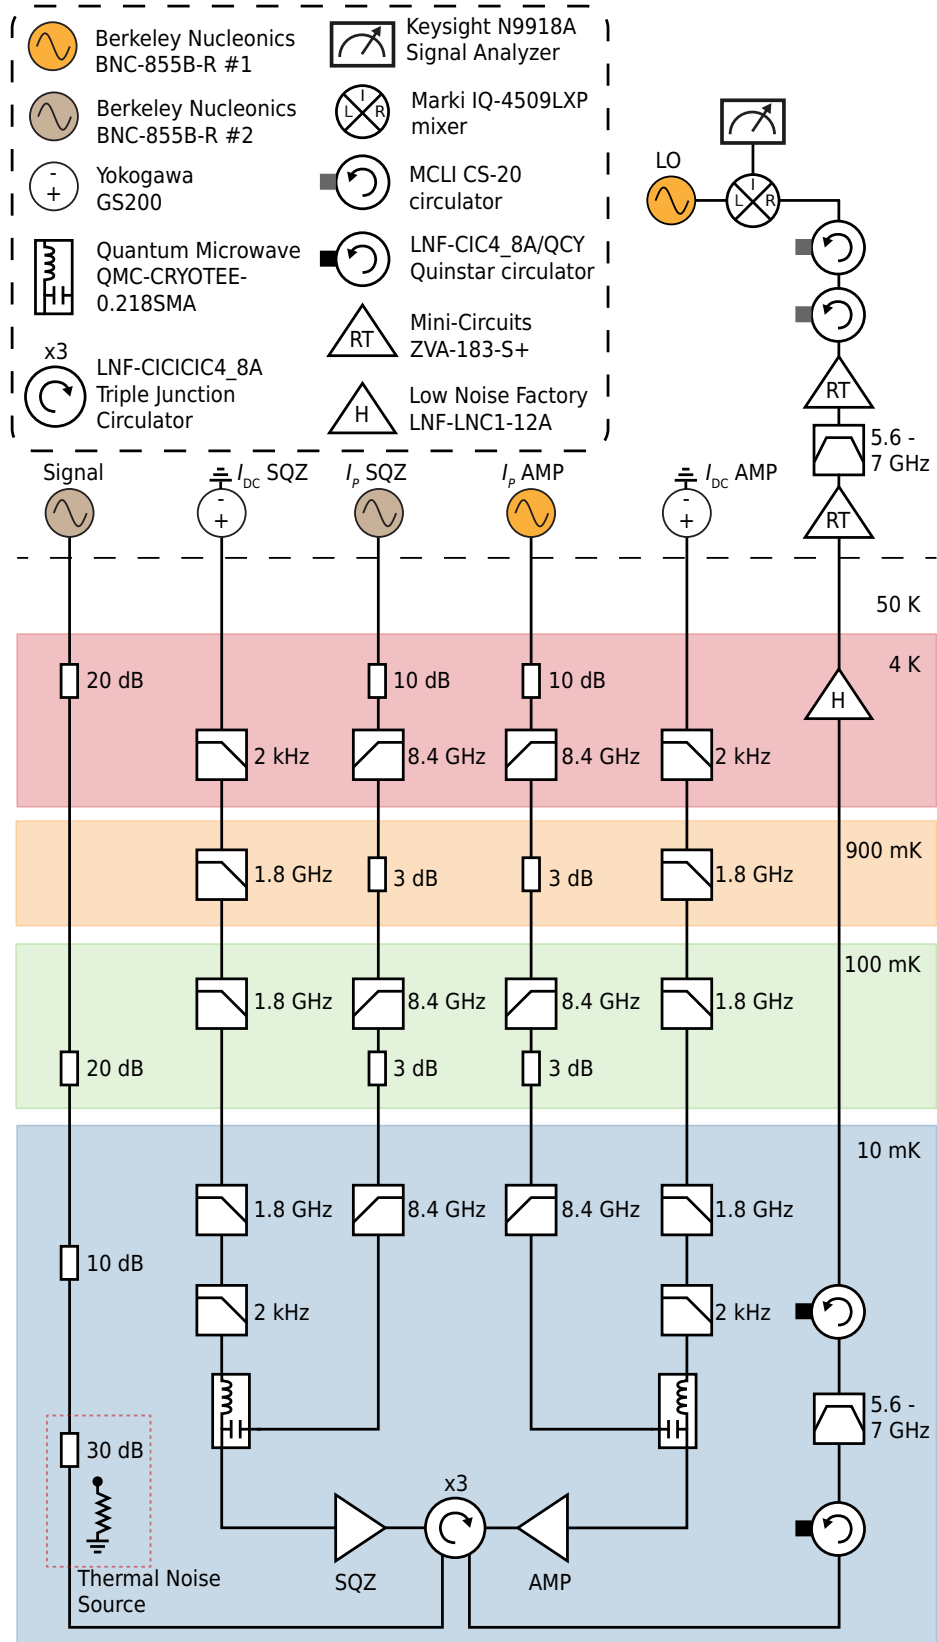 Berkeley Nucleonics
BNC-855B-R #1
Berkeley Nucleonics
BNC-855B-R #2
-
+
Yokogawa
GS200
Quantum Microwave
QMC-CRYOTEE-
0.218SMA
x3
LNF-CICICIC4_8A
Triple Junction
Circulator
Keysight N9918A
Signal Analyzer
L I R
Marki IQ-4509LXP
mixer
MCLI CS-20
circulator
LNF-CIC4_8A/QCY
Quinstar circulator
RT
Mini-Circuits
ZVA-183-S+
H
Low Noise Factory
LNF-LNC1-12A
LO
L I R
RT
5.6 -
7 GHz
RT
Signal
I_DC SQZ
I_P SQZ
I_P AMP
I_DC AMP
-
+
-
+
50 K
4 K
20 dB
10 dB
10 dB
H
2 kHz
8.4 GHz
8.4 GHz
2 kHz
900 mK
1.8 GHz
3 dB
3 dB
1.8 GHz
100 mK
1.8 GHz
8.4 GHz
8.4 GHz
1.8 GHz
20 dB
3 dB
3 dB
10 mK
1.8 GHz
8.4 GHz
8.4 GHz
1.8 GHz
10 dB
2 kHz
2 kHz
5.6 -
7 GHz
30 dB
x3
Thermal Noise
Source
SQZ
AMP